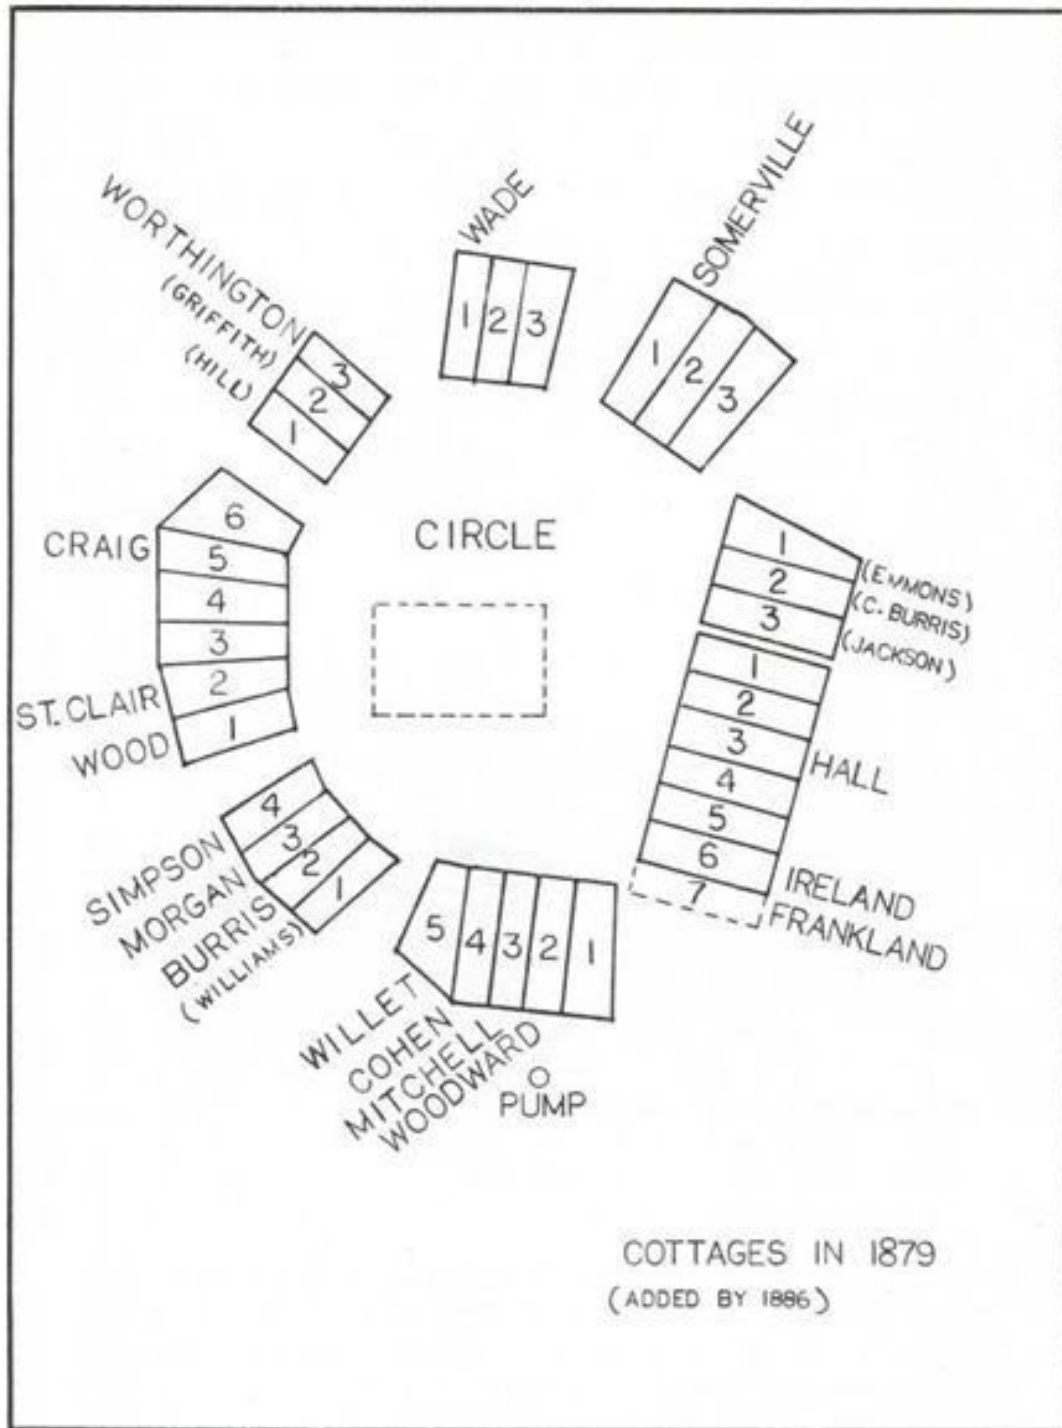 WADE
1 2 3
SOMERVILLE
1 2 3
WORTHINGTON
(GRIFFITH)
(HILL)
3
2
1
CRAIG
ST. CLAIR
WOOD
6
5
4
3
2
1
CIRCLE
1
2
3
(EMMONS)
(C. BURRIS)
(JACKSON)
1
2
3
4
5
6
7
HALL
IRELAND
FRANKLAND
4
3
2
1
SIMPSON
MORGAN
BURRIS
(WILLIAMS)
5 4 3 2 1
WILLET
COHEN
MITCHELL
WOODWARD
PUMP
COTTAGES IN 1879
(ADDED BY 1886)